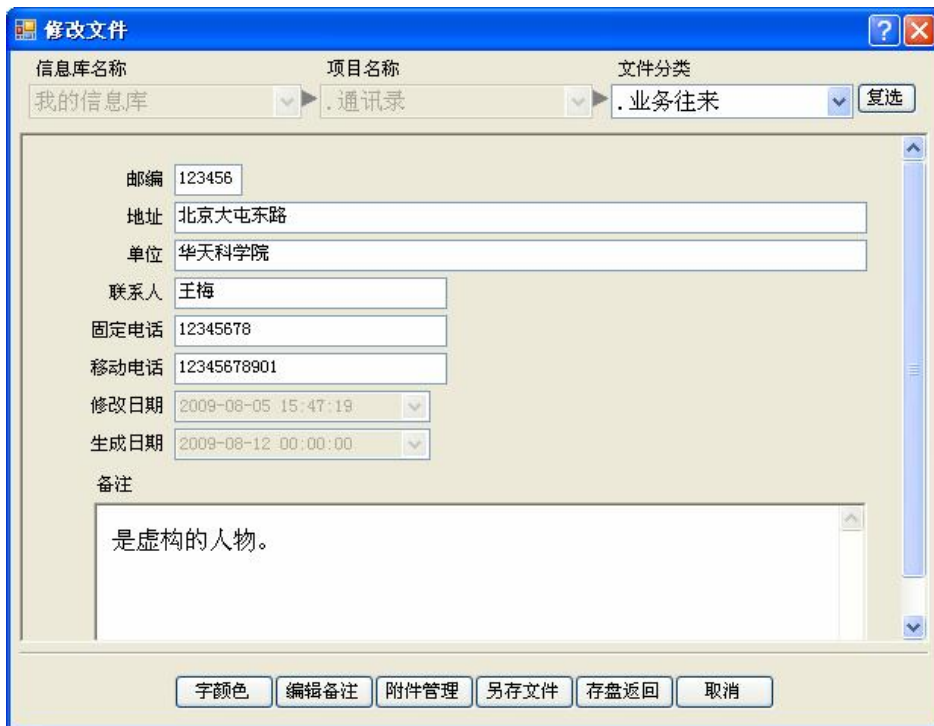 修改文件
信息库名称 项目名称 文件分类
我的信息库 .通讯录 .业务往来 复选
邮编 123456
地址 北京大屯东路
单位 华天科学院
联系人 王梅
固定电话 12345678
移动电话 12345678901
修改日期 2009-08-05 15:47:19
生成日期 2009-08-12 00:00:00
备注
是虚构的人物。
字颜色 编辑备注 附件管理 另存文件 存盘返回 取消